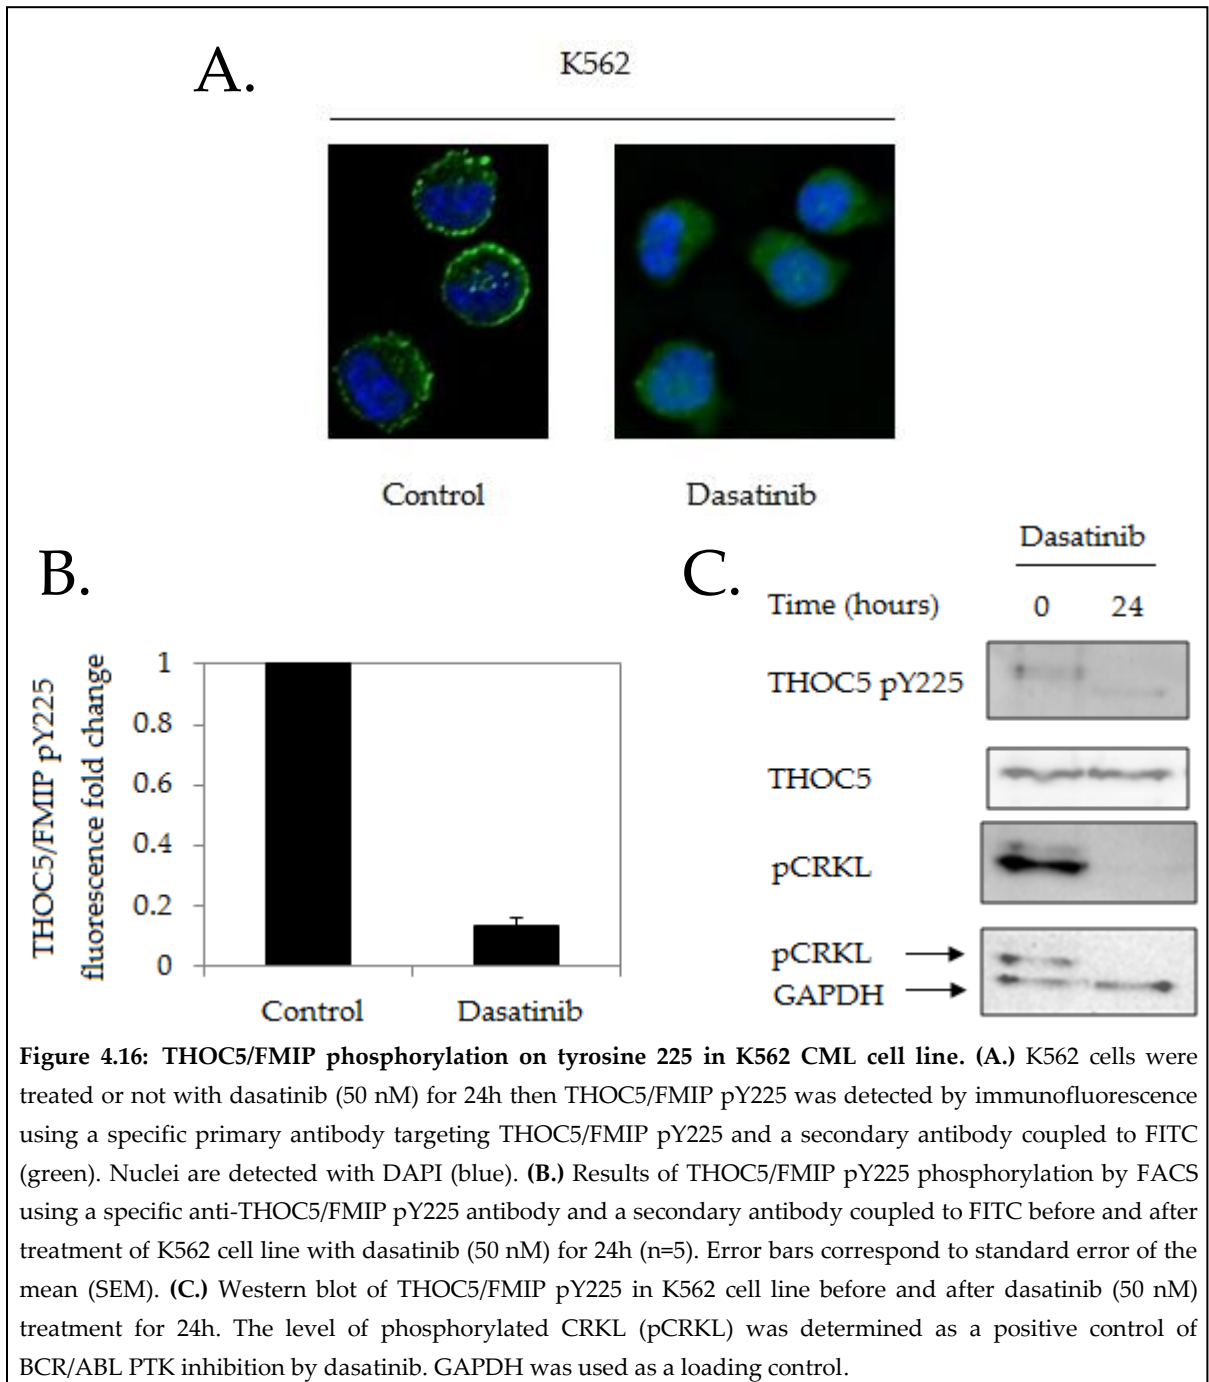 A.
K562
Control
Dasatinib
B.
THOC5/FMIP pY225
fluorescence fold change
1
0.8
0.6
0.4
0.2
0
Control
Dasatinib
C.
Dasatinib
Time (hours)
0
24
THOC5 pY225
THOC5
pCRKL
pCRKL
GAPDH
Figure 4.16: THOC5/FMIP phosphorylation on tyrosine 225 in K562 CML cell line. (A.) K562 cells were
treated or not with dasatinib (50 nM) for 24h then THOC5/FMIP pY225 was detected by immunofluorescence
using a specific primary antibody targeting THOC5/FMIP pY225 and a secondary antibody coupled to FITC
(green). Nuclei are detected with DAPI (blue). (B.) Results of THOC5/FMIP pY225 phosphorylation by FACS
using a specific anti-THOC5/FMIP pY225 antibody and a secondary antibody coupled to FITC before and after
treatment of K562 cell line with dasatinib (50 nM) for 24h (n=5). Error bars correspond to standard error of the
mean (SEM). (C.) Western blot of THOC5/FMIP pY225 in K562 cell line before and after dasatinib (50 nM)
treatment for 24h. The level of phosphorylated CRKL (pCRKL) was determined as a positive control of
BCR/ABL PTK inhibition by dasatinib. GAPDH was used as a loading control.